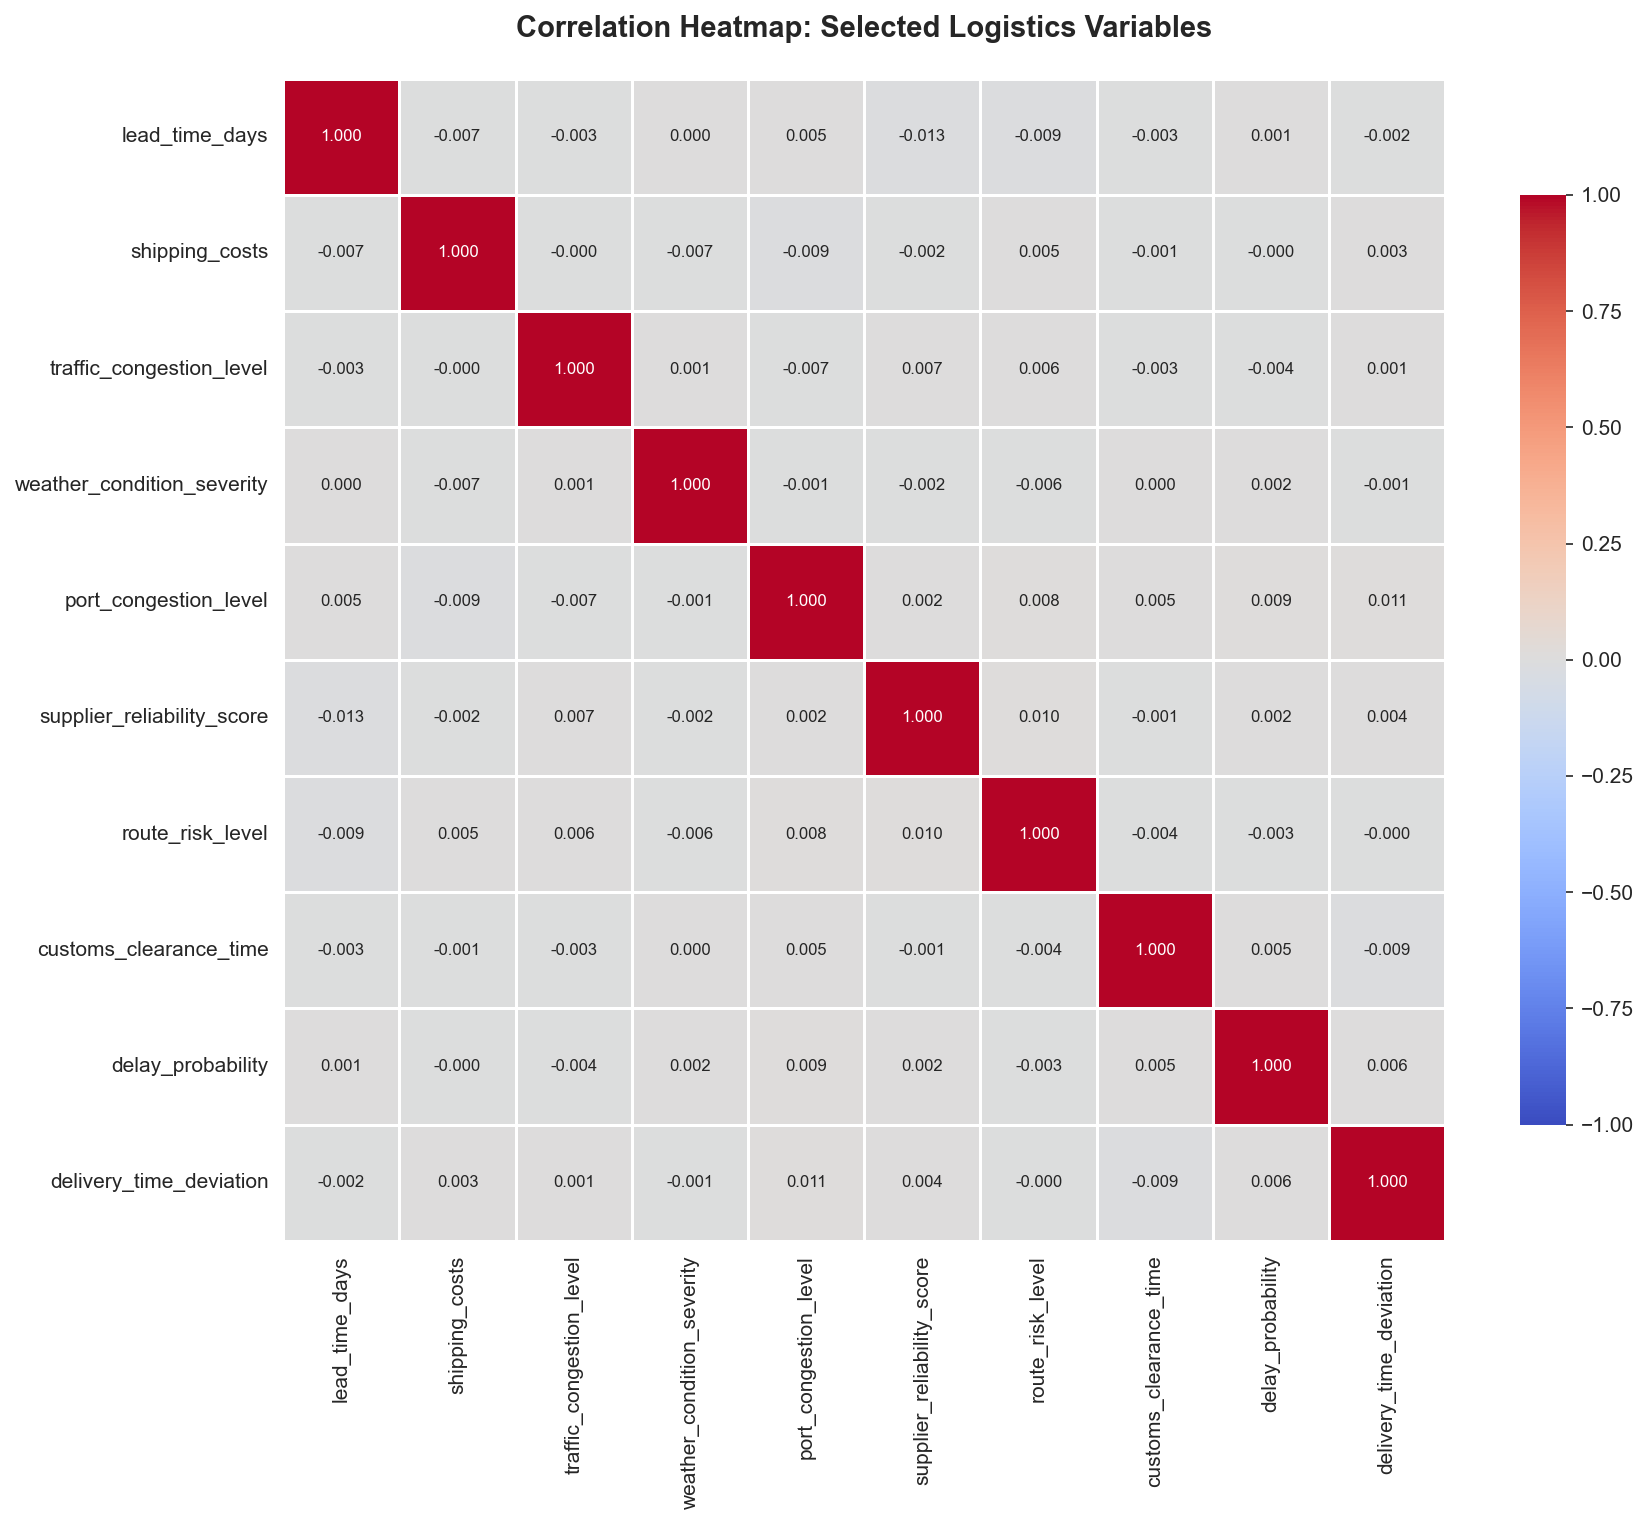 Correlation Heatmap: Selected Logistics Variables
lead_time_days 1.000 -0.007 -0.003 0.000 0.005 -0.013 -0.009 -0.003 0.001 -0.002
shipping_costs -0.007 1.000 -0.000 -0.007 -0.009 -0.002 0.005 -0.001 -0.000 0.003
traffic_congestion_level -0.003 -0.000 1.000 0.001 -0.007 0.007 0.006 -0.003 -0.004 0.001
weather_condition_severity 0.000 -0.007 0.001 1.000 -0.001 -0.002 -0.006 0.000 0.002 -0.001
port_congestion_level 0.005 -0.009 -0.007 -0.001 1.000 0.002 0.008 0.005 0.009 0.011
supplier_reliability_score -0.013 -0.002 0.007 -0.002 0.002 1.000 0.010 -0.001 0.002 0.004
route_risk_level -0.009 0.005 0.006 -0.006 0.008 0.010 1.000 -0.004 -0.003 -0.000
customs_clearance_time -0.003 -0.001 -0.003 0.000 0.005 -0.001 -0.004 1.000 0.005 -0.009
delay_probability 0.001 -0.000 -0.004 0.002 0.009 0.002 -0.003 0.005 1.000 0.006
delivery_time_deviation -0.002 0.003 0.001 -0.001 0.011 0.004 -0.000 -0.009 0.006 1.000
lead_time_days
shipping_costs
traffic_congestion_level
weather_condition_severity
port_congestion_level
supplier_reliability_score
route_risk_level
customs_clearance_time
delay_probability
delivery_time_deviation
1.00
0.75
0.50
0.25
0.00
−0.25
−0.50
−0.75
−1.00